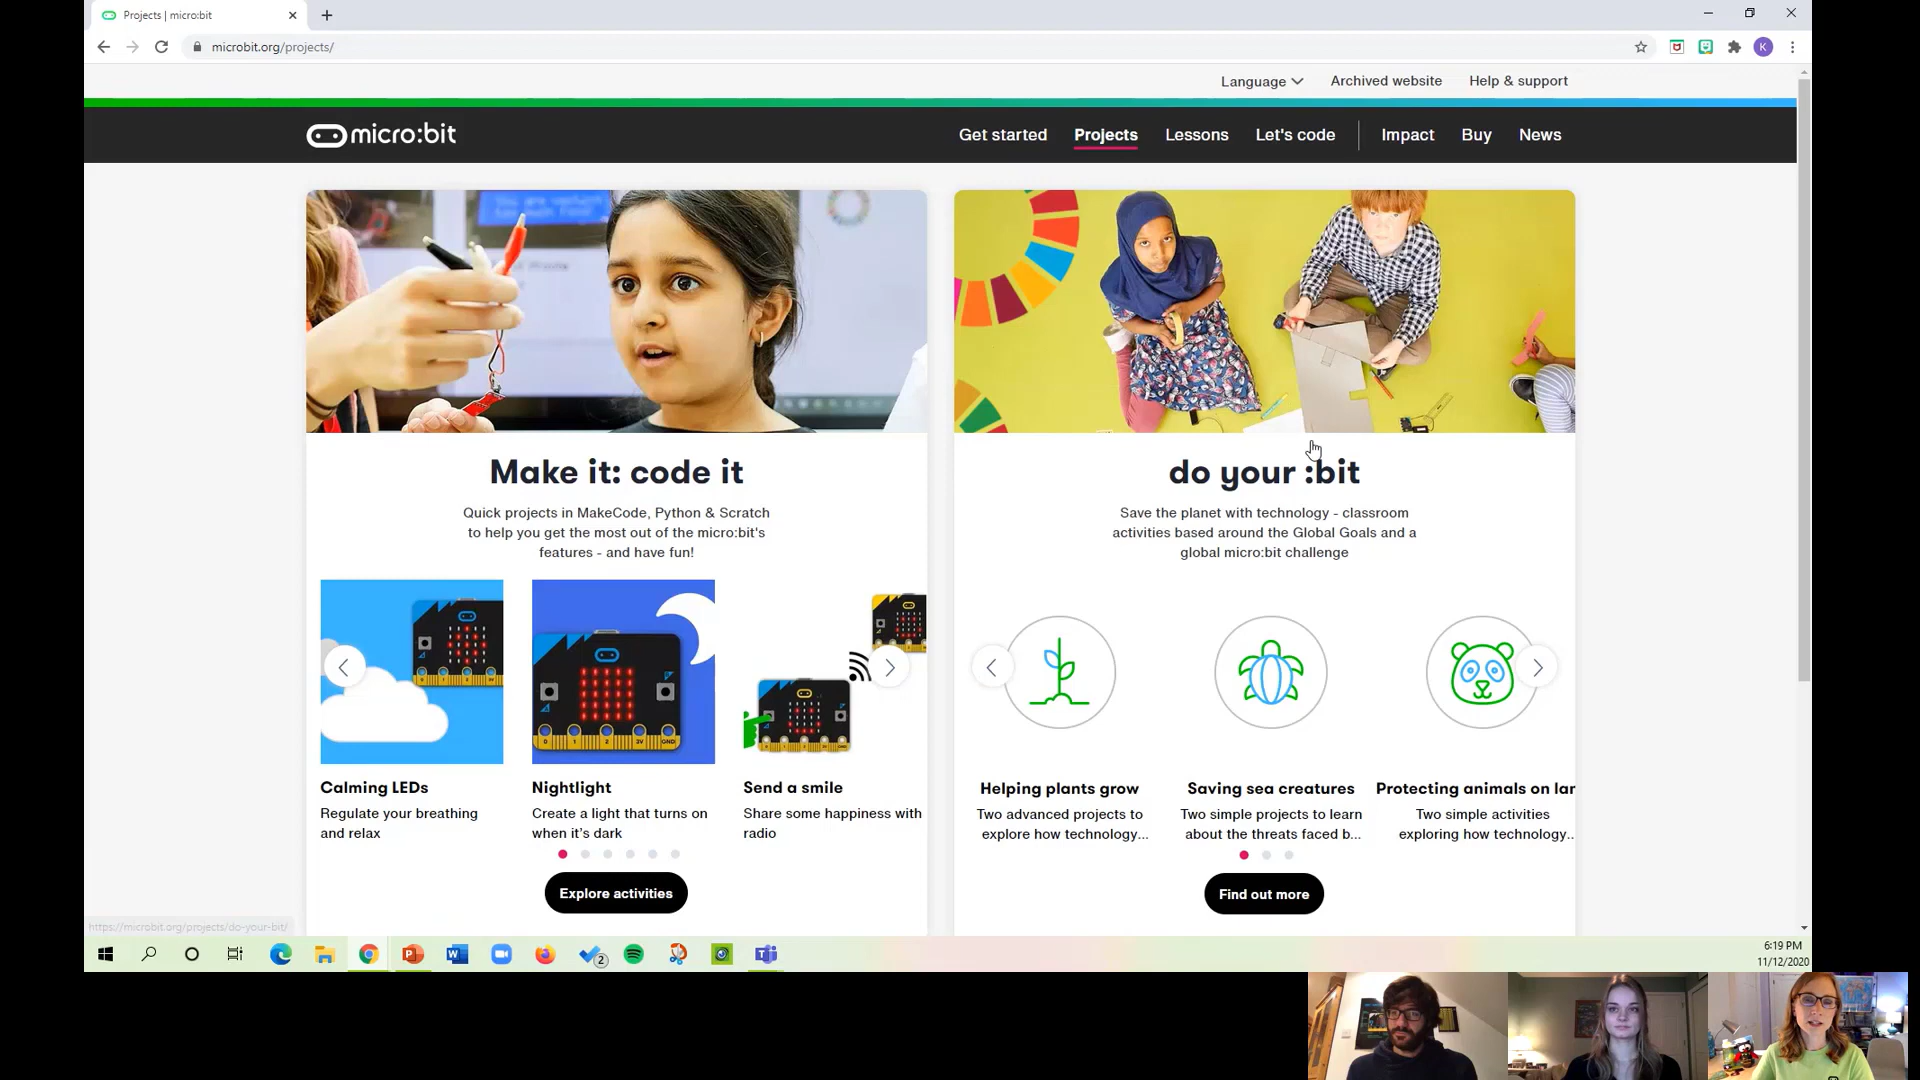 Projects | micro:bit
microbit.org/projects/
K
Language
Archived website
Help & support
micro:bit
Get started
Projects
Lessons
Let's code
Impact
Buy
News
Make it: code it
Quick projects in MakeCode, Python & Scratch
to help you get the most out of the micro:bit's
features - and have fun!
Calming LEDs
Regulate your breathing
and relax
Nightlight
Create a light that turns on
when it's dark
Send a smile
Share some happiness with
radio
Explore activities
do your :bit
Save the planet with technology - classroom
activities based around the Global Goals and a
global micro:bit challenge
Helping plants grow
Two advanced projects to
explore how technology...
Saving sea creatures
Two simple projects to learn
about the threats faced b...
Protecting animals on lan
Two simple activities
exploring how technology...
Find out more
https://microbit.org/projects/do-your-bit/
2
6:19 PM
11/12/2020